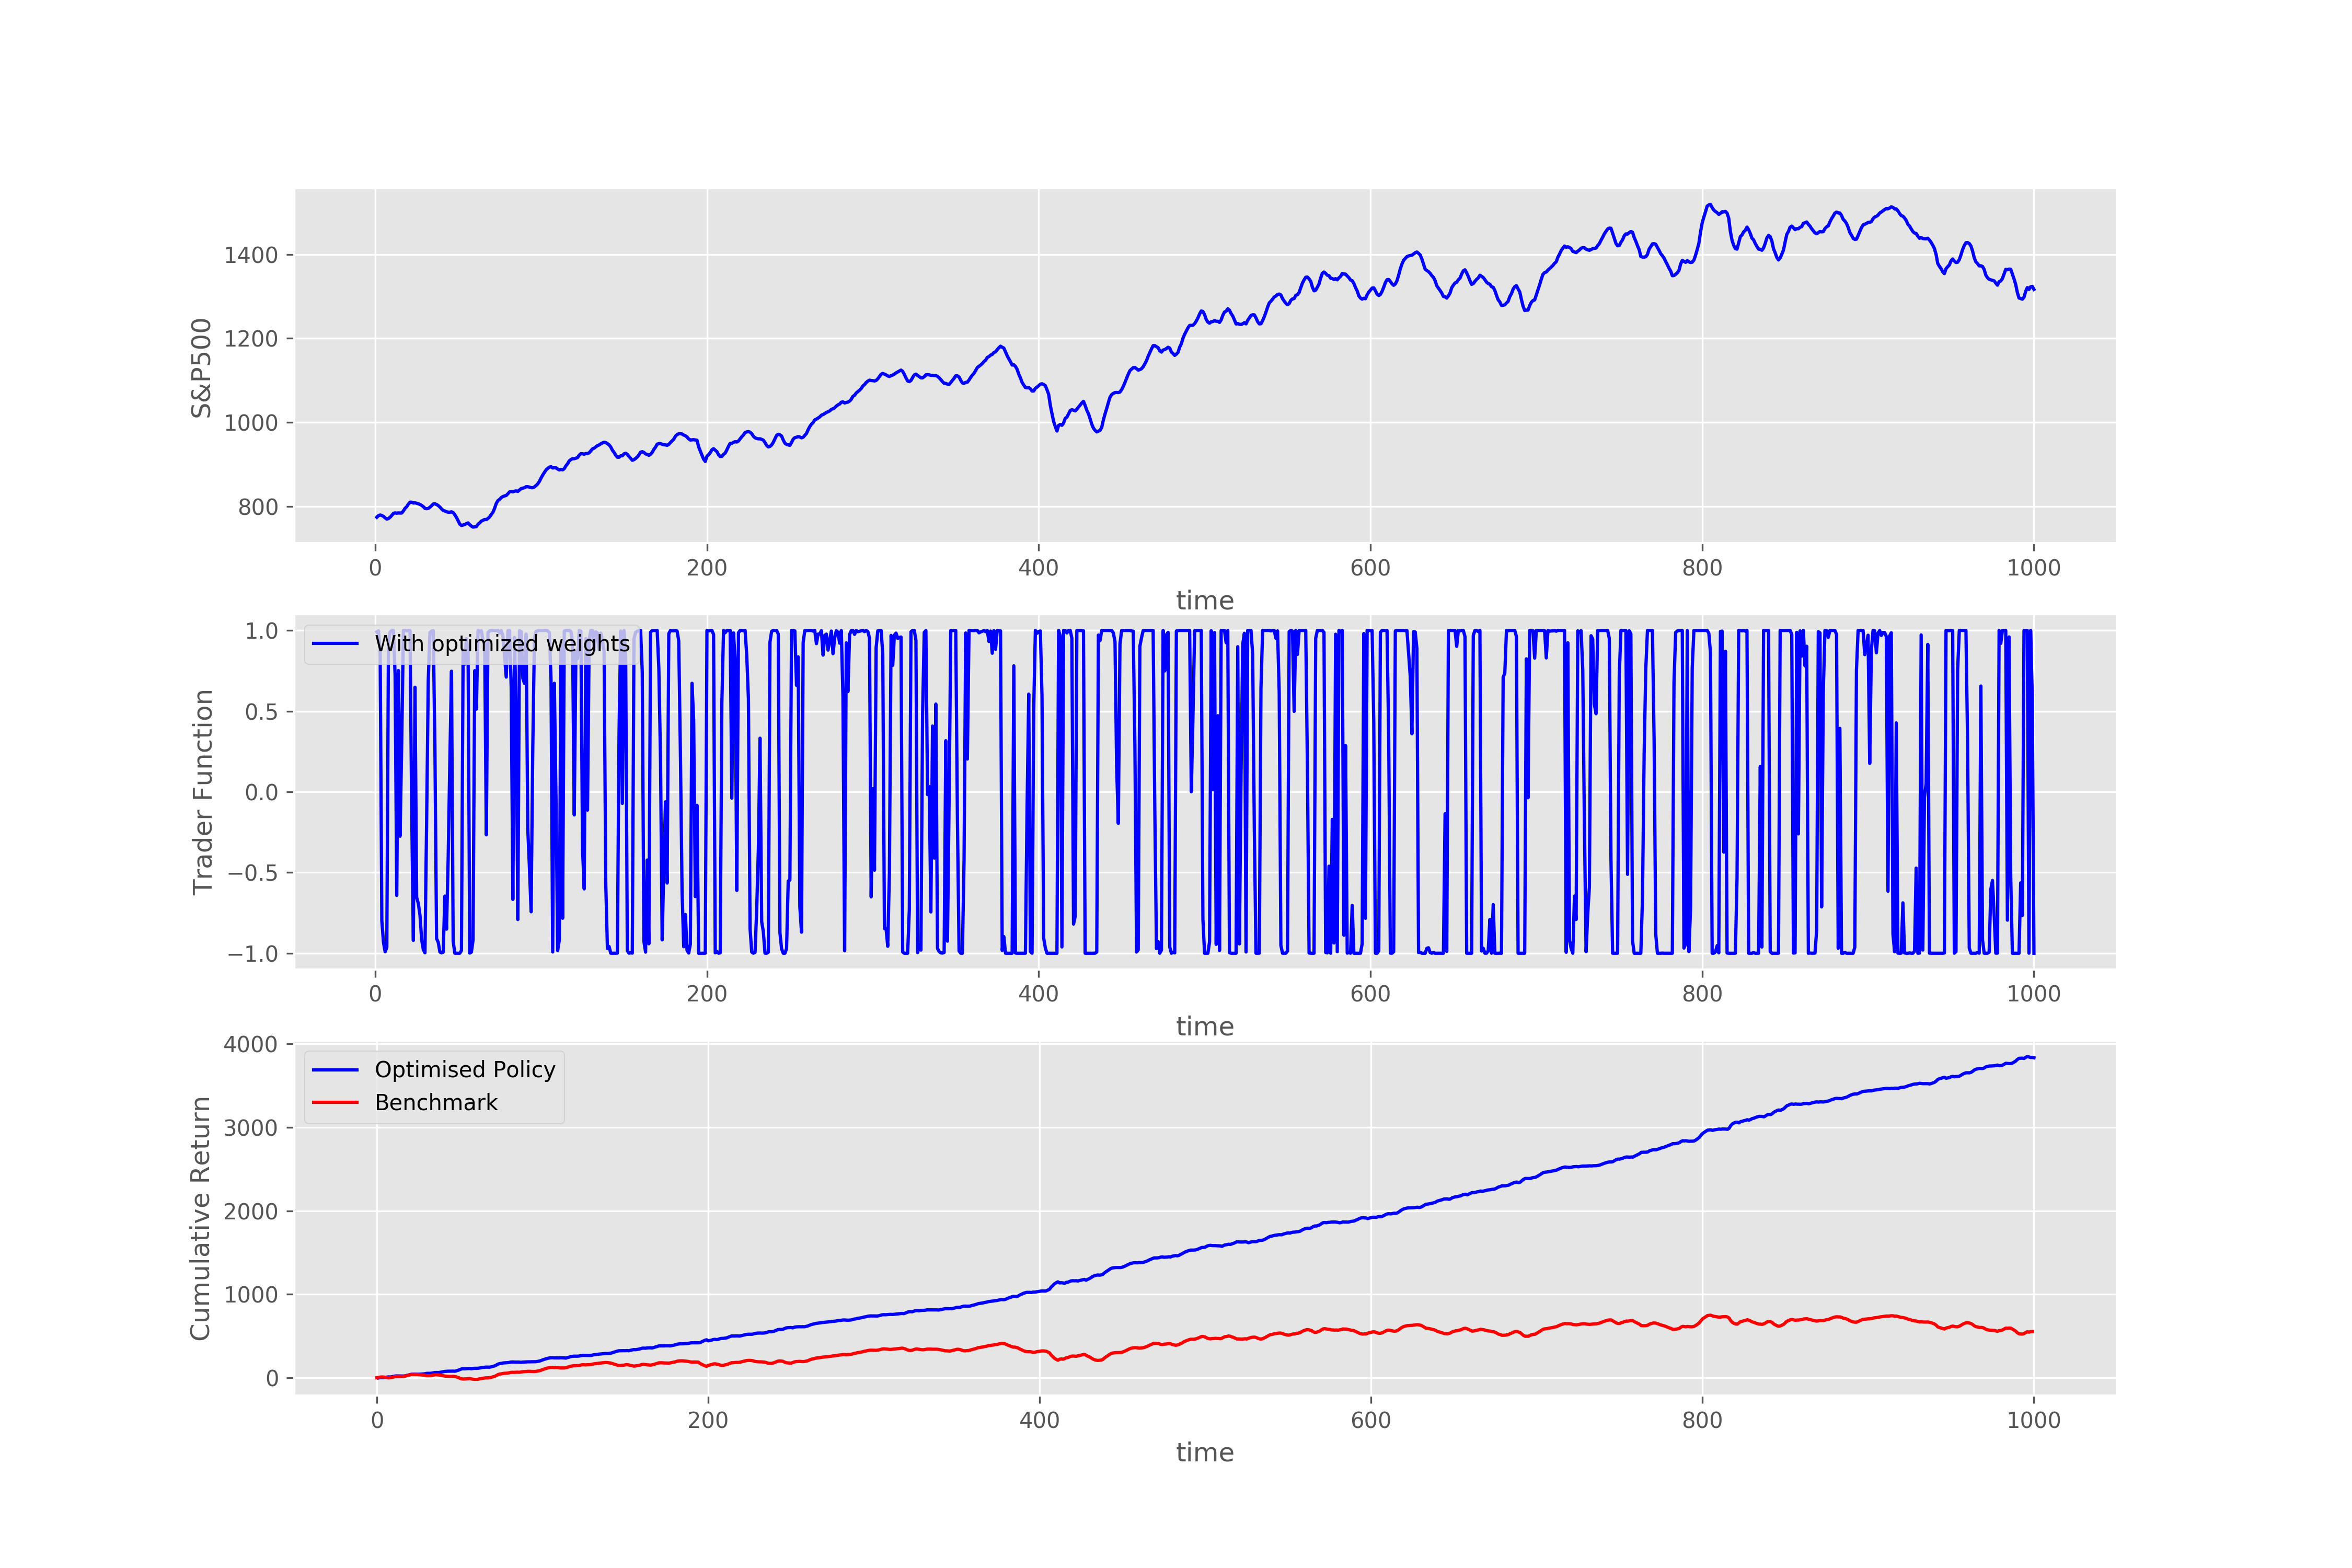 S&P500
1400
1200
1000
800
0 200 400 600 800 1000
time
Trader Function
With optimized weights
1.0
0.5
0.0
−0.5
−1.0
0 200 400 600 800 1000
time
Cumulative Return
4000
3000
2000
1000
0
Optimised Policy
Benchmark
0 200 400 600 800 1000
time